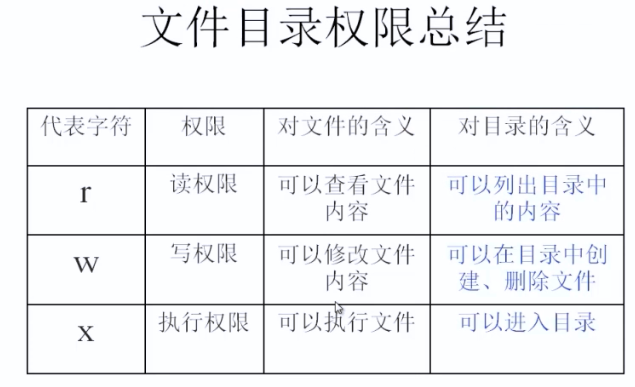 文件目录权限总结
代表字符 权限 对文件的含义 对目录的含义
r 读权限 可以查看文件内容 可以列出目录中的内容
w 写权限 可以修改文件内容 可以在目录中创建、删除文件
x 执行权限 可以执行文件 可以进入目录